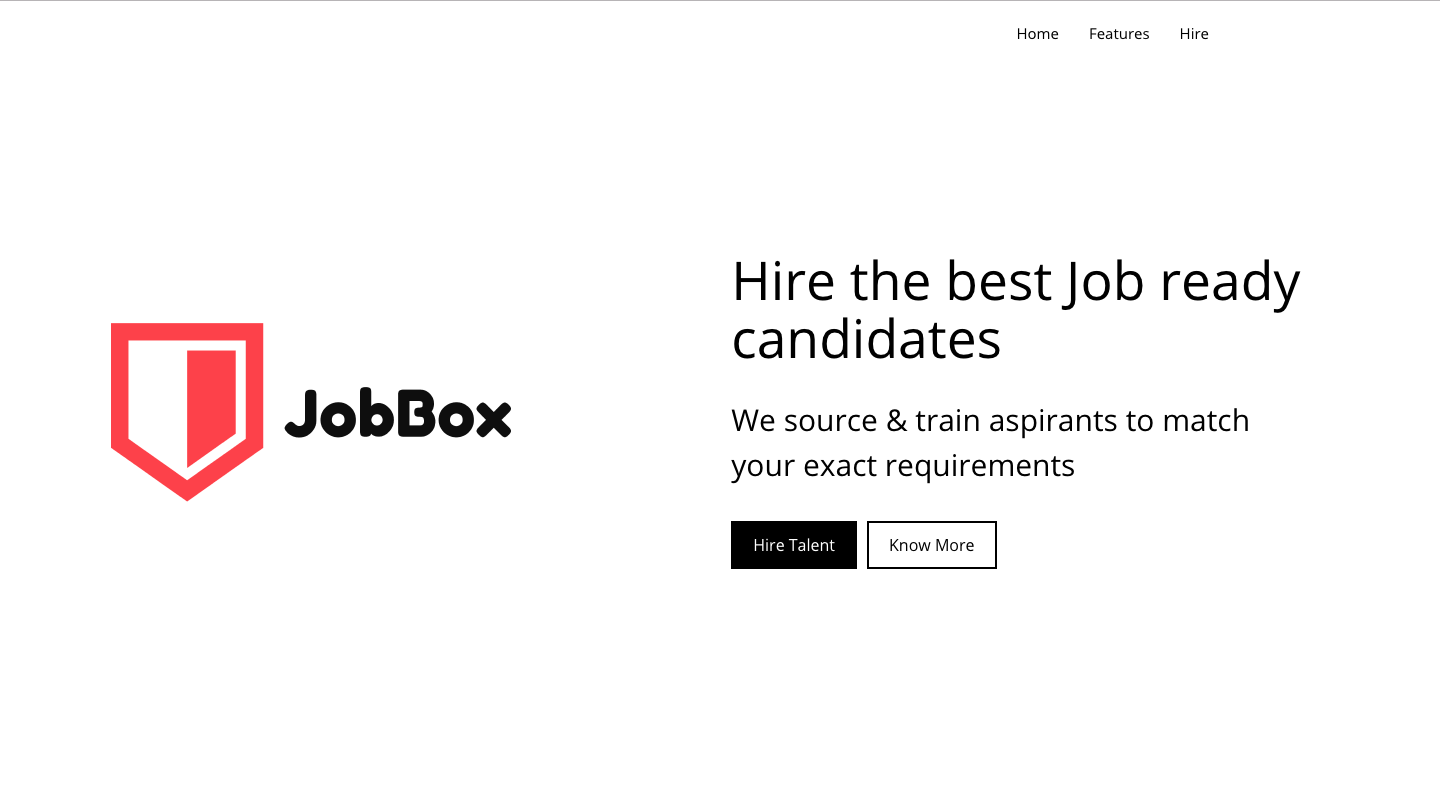 Home Features Hire
JobBox
Hire the best Job ready
candidates
We source & train aspirants to match
your exact requirements
Hire Talent Know More